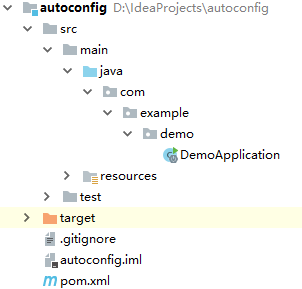 autoconfig D:\IdeaProjects\autoconfig
src
main
java
com
example
demo
DemoApplication
resources
test
target
.gitignore
autoconfig.iml
pom.xml